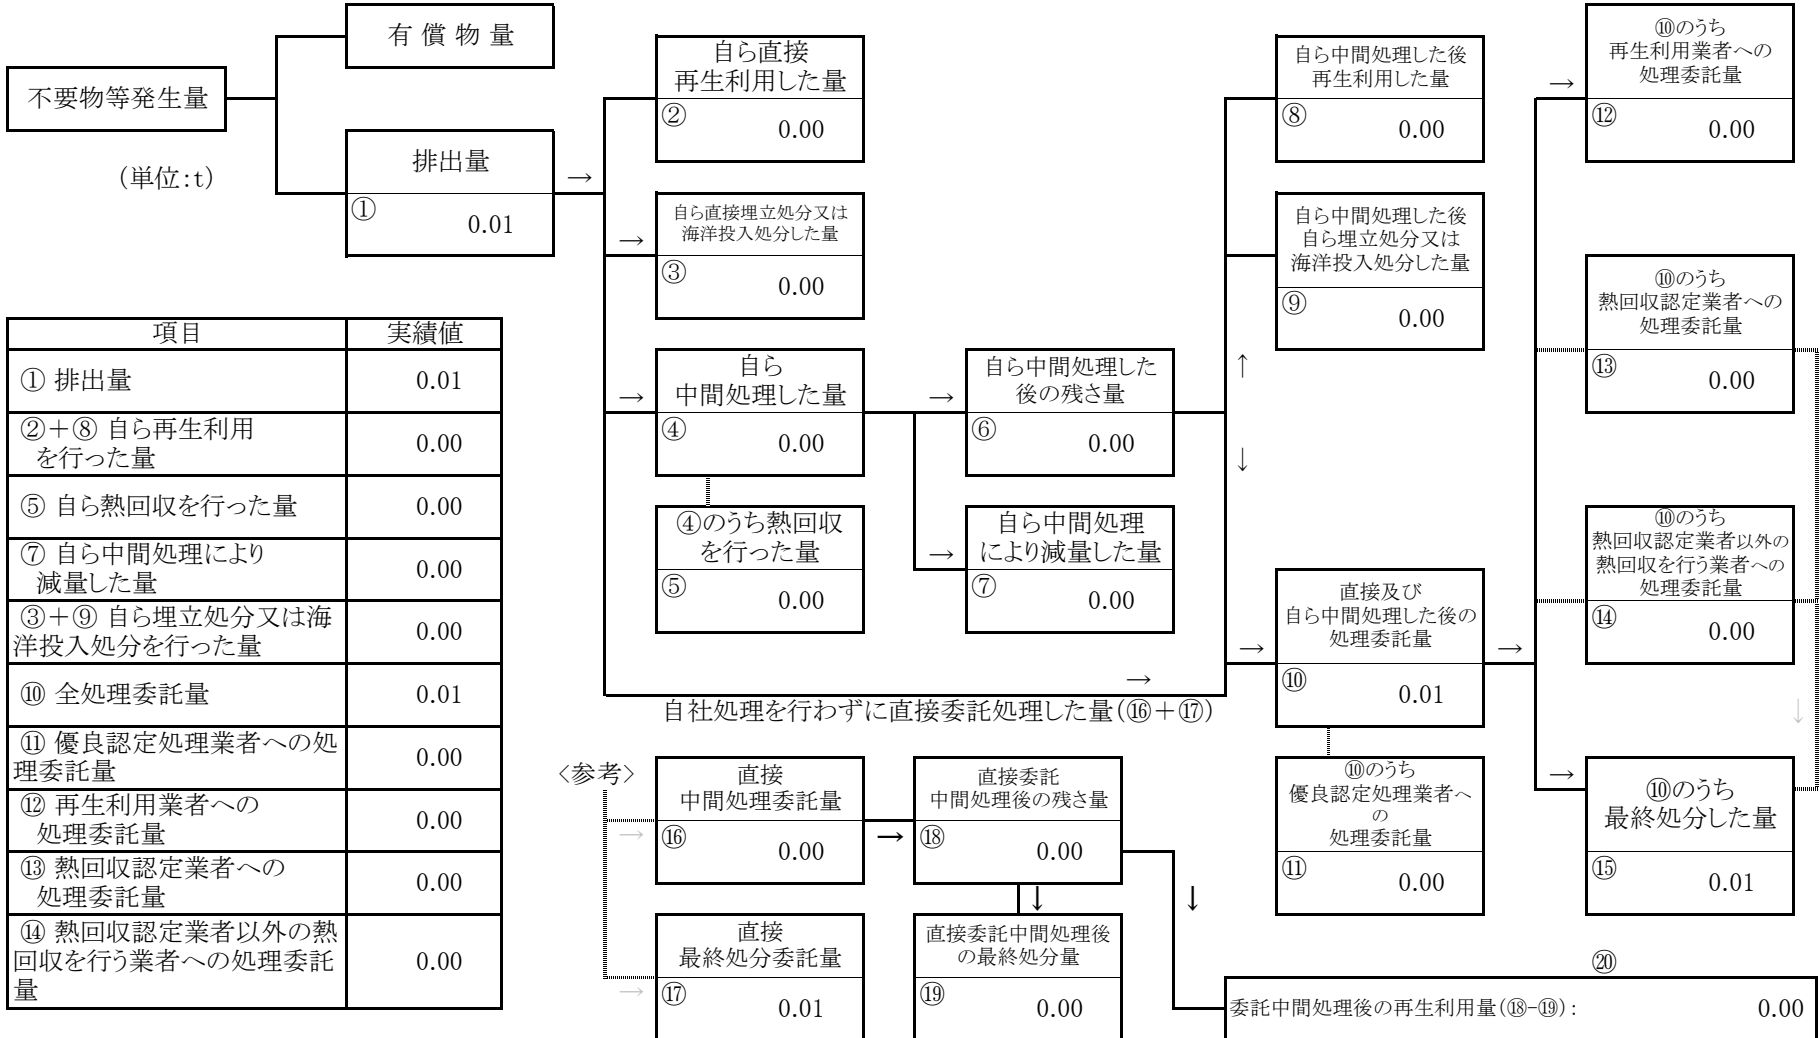 有 償 物 量
不要物等発生量
（単位:t）
排出量
→
①
0.01
自ら直接
再生利用した量
②
0.00
→
自ら直接埋立処分又は
海洋投入処分した量
③
0.00
→
自ら
中間処理した量
④
0.00
④のうち熱回収
を行った量
⑤
0.00
→
自ら中間処理した
後の残さ量
⑥
0.00
→
自ら中間処理
により減量した量
⑦
0.00
自ら中間処理した後
再生利用した量
⑧
0.00
自ら中間処理した後
自ら埋立処分又は
海洋投入処分した量
⑨
0.00
↑
↓
→
直接及び
自ら中間処理した後の
処理委託量
⑩
0.01
→
⑩のうち
優良認定処理業者へ
の
処理委託量
⑪
0.00
→
⑩のうち
再生利用業者への
処理委託量
⑫
0.00
⑩のうち
熱回収認定業者への
処理委託量
⑬
0.00
⑩のうち
熱回収認定業者以外の
熱回収を行う業者への
処理委託量
⑭
0.00
↓
→
⑩のうち
最終処分した量
⑮
0.01
→
自社処理を行わずに直接委託処理した量（⑯＋⑰）
項目 実績値
① 排出量 0.01
②＋⑧ 自ら再生利用
を行った量 0.00
⑤ 自ら熱回収を行った量 0.00
⑦ 自ら中間処理により
減量した量 0.00
③＋⑨ 自ら埋立処分又は海
洋投入処分を行った量 0.00
⑩ 全処理委託量 0.01
⑪ 優良認定処理業者への処
理委託量 0.00
⑫ 再生利用業者への
処理委託量 0.00
⑬ 熱回収認定業者への
処理委託量 0.00
⑭ 熱回収認定業者以外の熱
回収を行う業者への処理委託
量 0.00
〈参考〉
→
直接
中間処理委託量
⑯
0.00
→
直接委託
中間処理後の残さ量
⑱
0.00
↓
↓
→
直接
最終処分委託量
⑰
0.01
直接委託中間処理後
の最終処分量
⑲
0.00
⑳
委託中間処理後の再生利用量（⑱-⑲）: 0.00